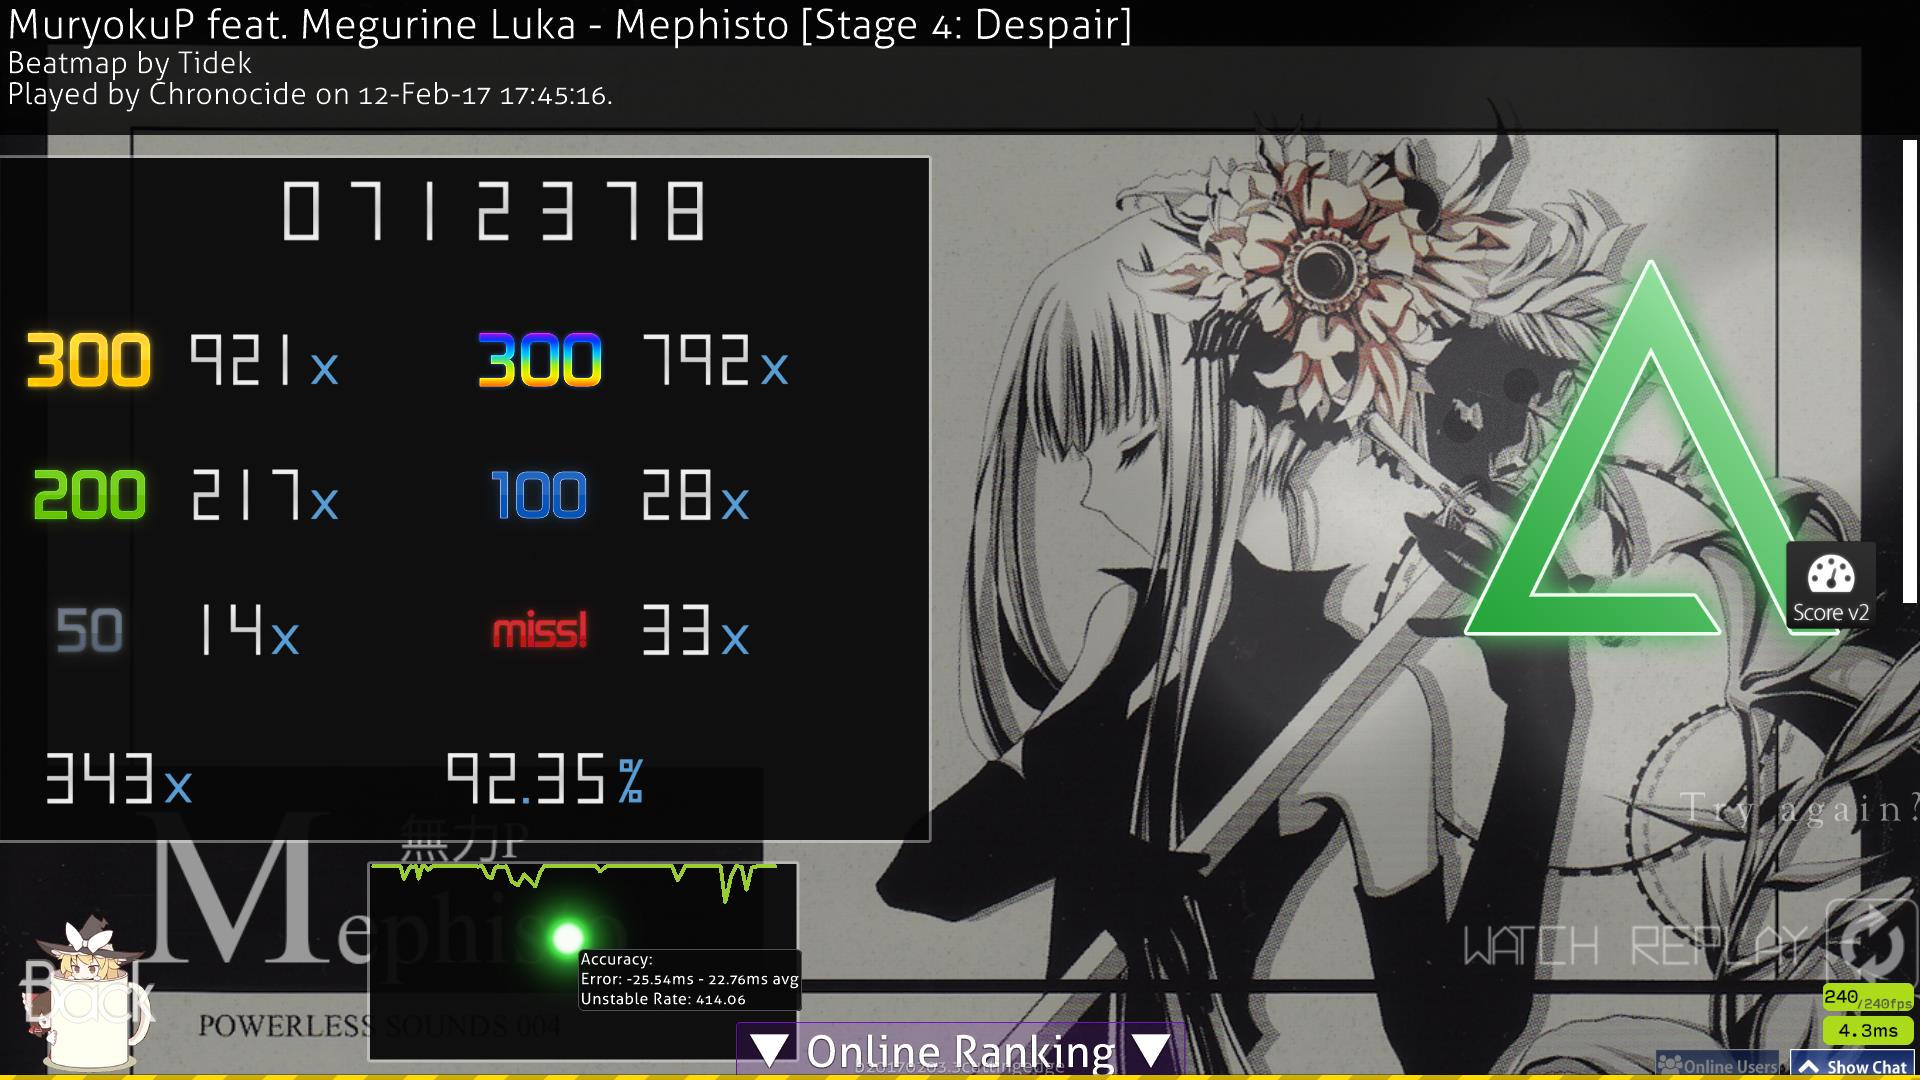 MuryokuP feat. Megurine Luka - Mephisto [Stage 4: Despair]
Beatmap by Tidek
Played by Chronocide on 12-Feb-17 17:45:16.
0712378
300 921x 300 792x
200 217x 100 28x
50 14x miss! 33x
343x 92.35%
Try again?
無力P
Mephisto
Accuracy:
Error: -25.54ms - 22.76ms avg
Unstable Rate: 414.06
WATCH REPLAY
Score v2
Back
POWERLESS SOUNDS 004
240/240fps
4.3ms
▼ Online Ranking ▼
b20170203.3cuttingedge
Online Users
Show Chat